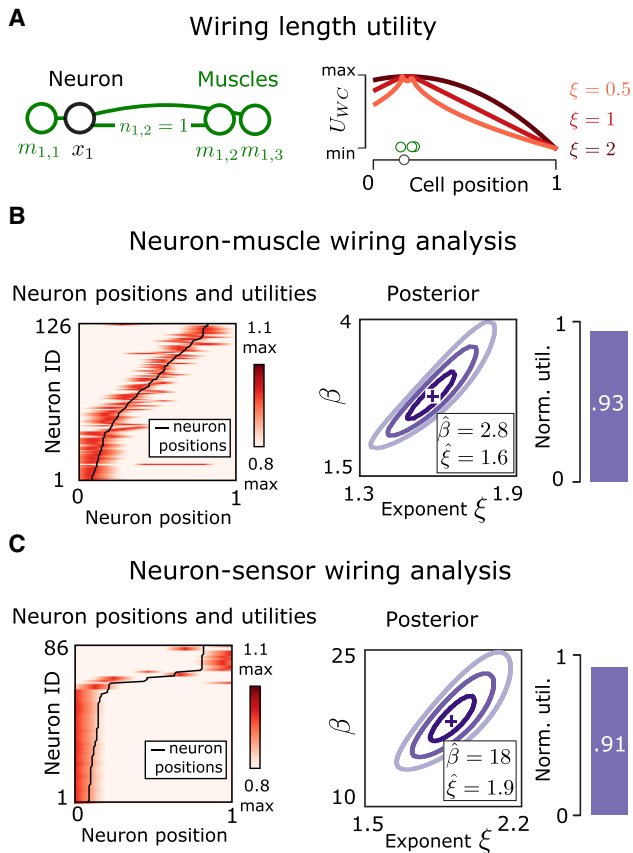 A
Wiring length utility
Neuron
Muscles
n1,2 = 1
m1,1
x1
m1,2
m1,3
max
U_WC
min
0
Cell position
1
ξ = 0.5
ξ = 1
ξ = 2
B
Neuron-muscle wiring analysis
Neuron positions and utilities
126
Neuron ID
1
neuron
positions
0
1
Neuron position
1.1
max
0.8
max
Posterior
4
β
1.5
β̂ = 2.8
ξ̂ = 1.6
1.3
1.9
Exponent ξ
1
Norm. util.
0
.93
C
Neuron-sensor wiring analysis
Neuron positions and utilities
86
Neuron ID
1
neuron
positions
0
1
Neuron position
1.1
max
0.8
max
Posterior
25
β
10
β̂ = 18
ξ̂ = 1.9
1.5
2.2
Exponent ξ
1
Norm. util.
0
.91